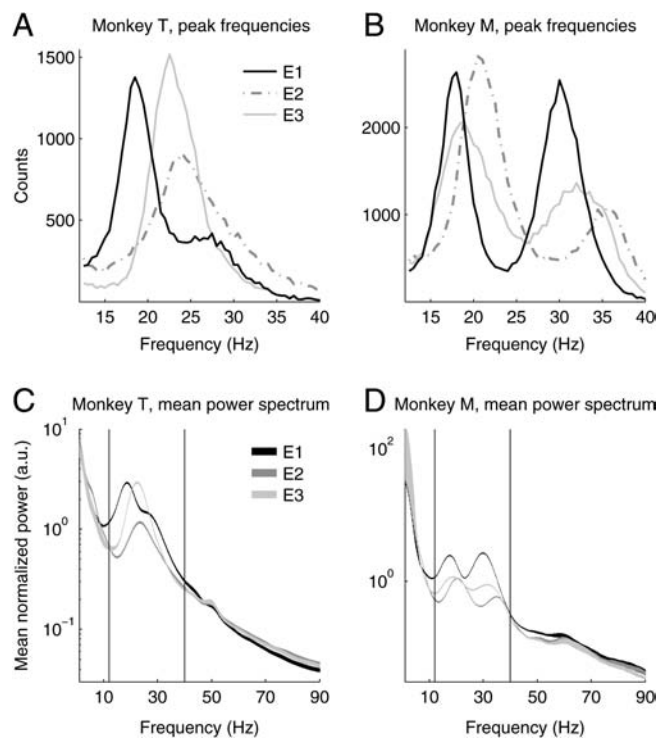 A Monkey T, peak frequencies
E1
E2
E3
Counts
1500
1000
500
15 20 25 30 35 40
Frequency (Hz)
B Monkey M, peak frequencies
2000
1000
15 20 25 30 35 40
Frequency (Hz)
C Monkey T, mean power spectrum
E1
E2
E3
Mean normalized power (a.u.)
10^1
10^0
10^-1
10 30 50 70 90
Frequency (Hz)
D Monkey M, mean power spectrum
10^2
10^0
10 30 50 70 90
Frequency (Hz)